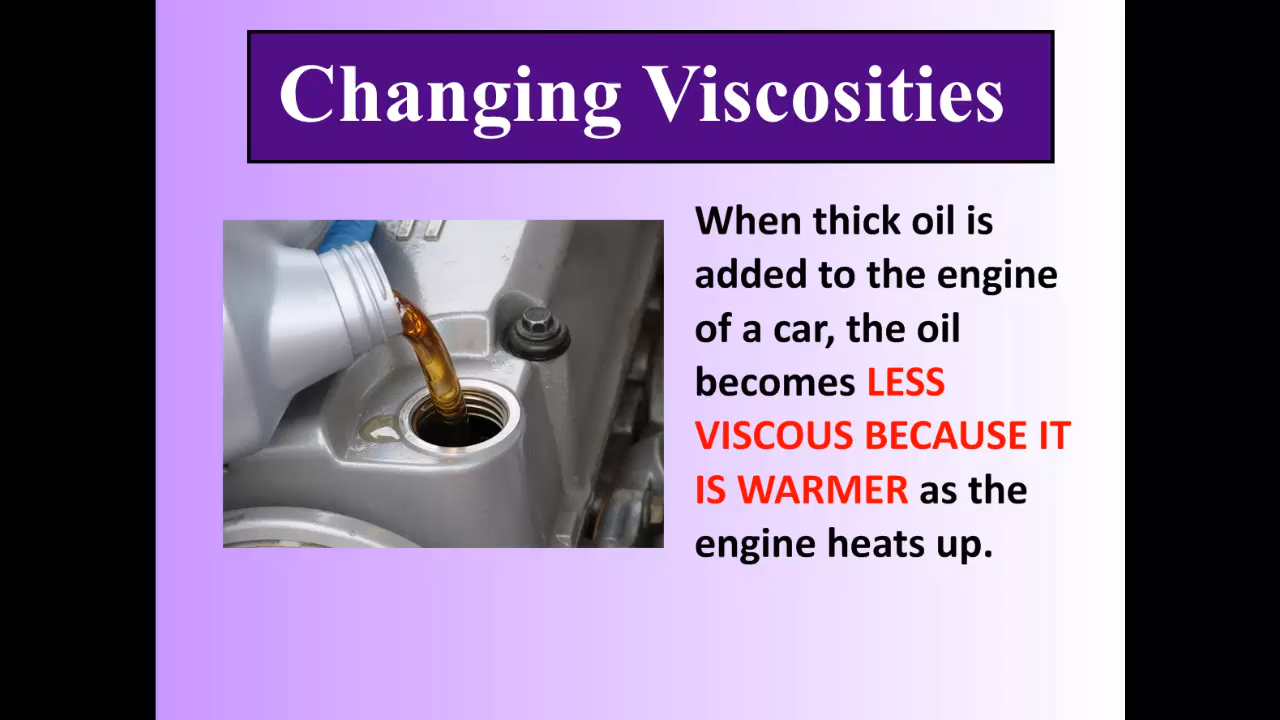 Changing Viscosities
When thick oil is
added to the engine
of a car, the oil
becomes LESS
VISCOUS BECAUSE IT
IS WARMER as the
engine heats up.